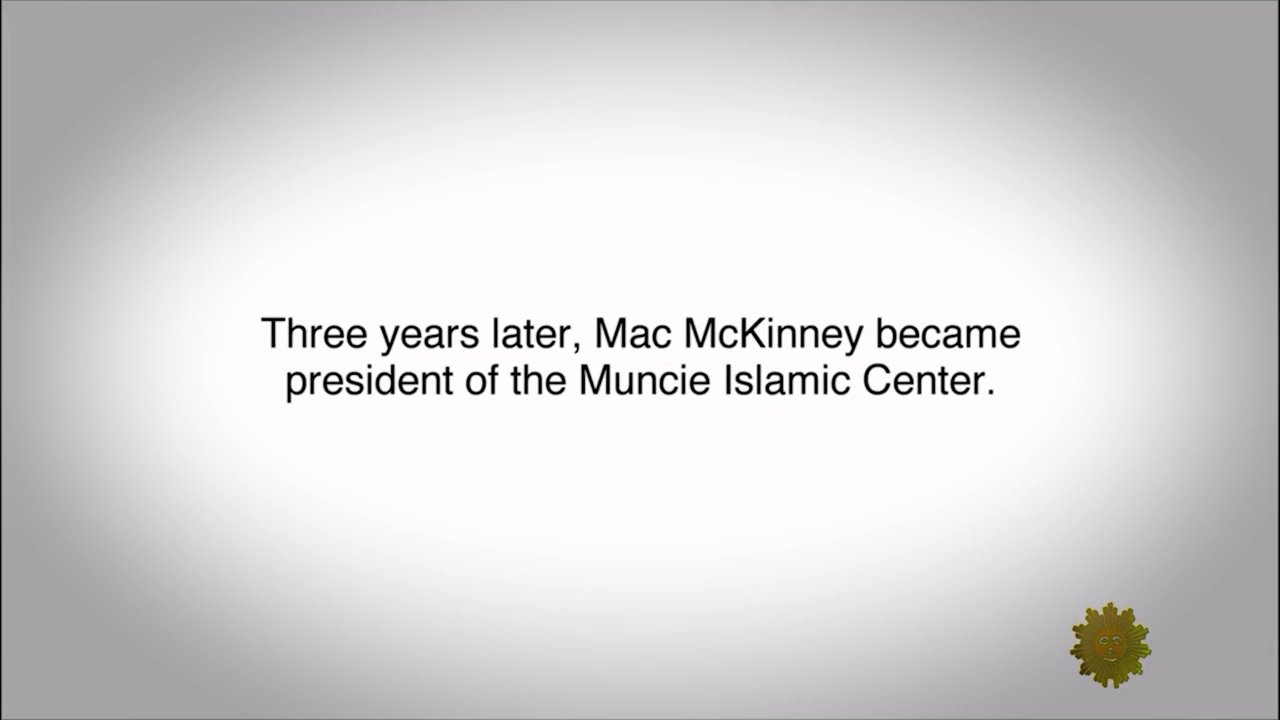 Three years later, Mac McKinney became
president of the Muncie Islamic Center.